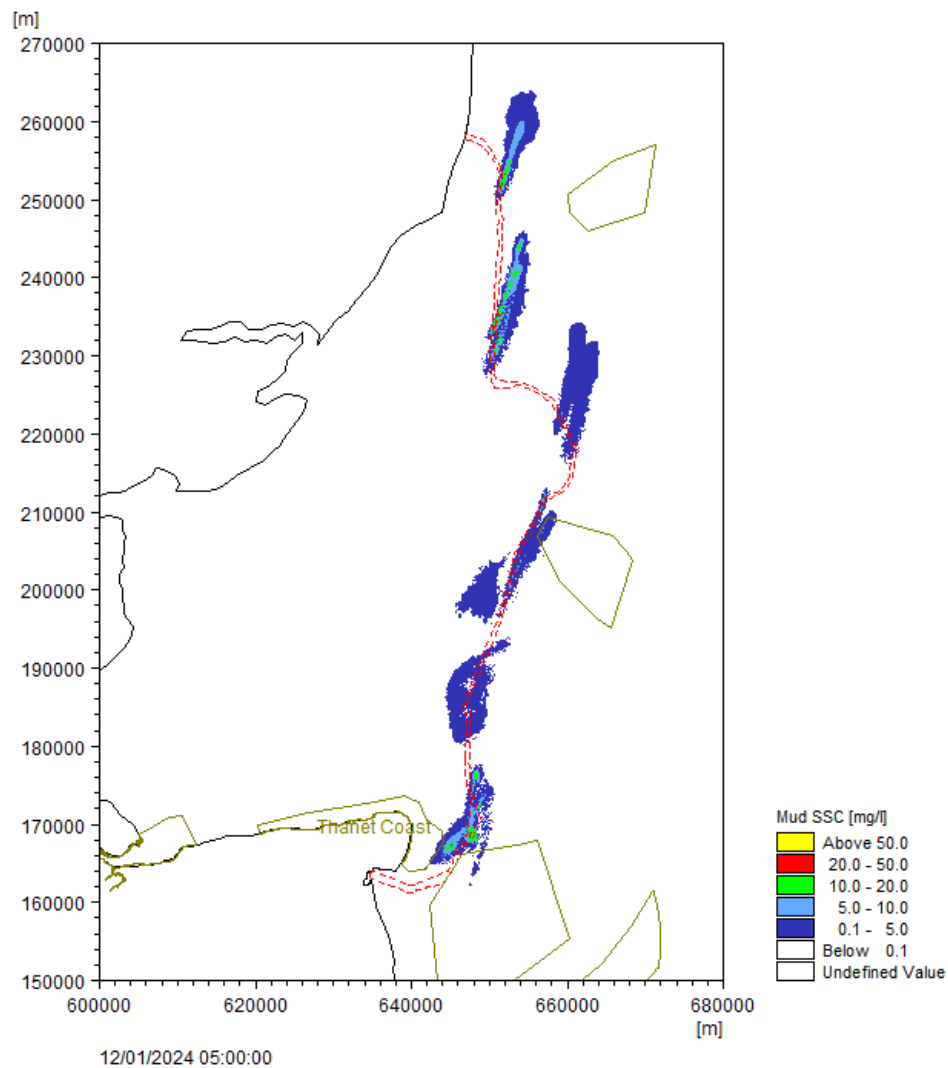 [m]
270000
260000
250000
240000
230000
220000
210000
200000
190000
180000
170000
160000
150000
Thanet Coast
600000 620000 640000 660000 680000
[m]
12/01/2024 05:00:00
Mud SSC [mg/l]
Above 50.0
20.0 - 50.0
10.0 - 20.0
5.0 - 10.0
0.1 - 5.0
Below 0.1
Undefined Value